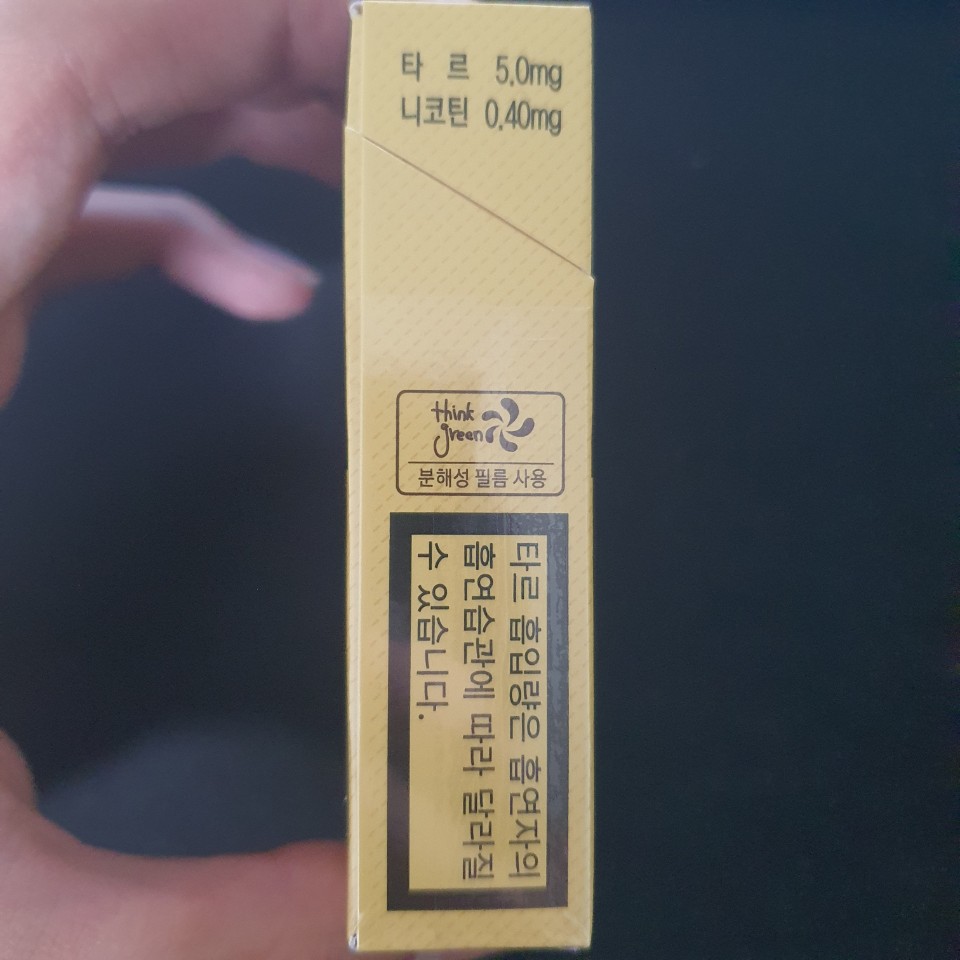 타 르 5.0mg
니코틴 0.40mg
think
green
분해성 필름 사용
타르 흡입량은 흡연자의
흡연습관에 따라 달라질
수 있습니다.